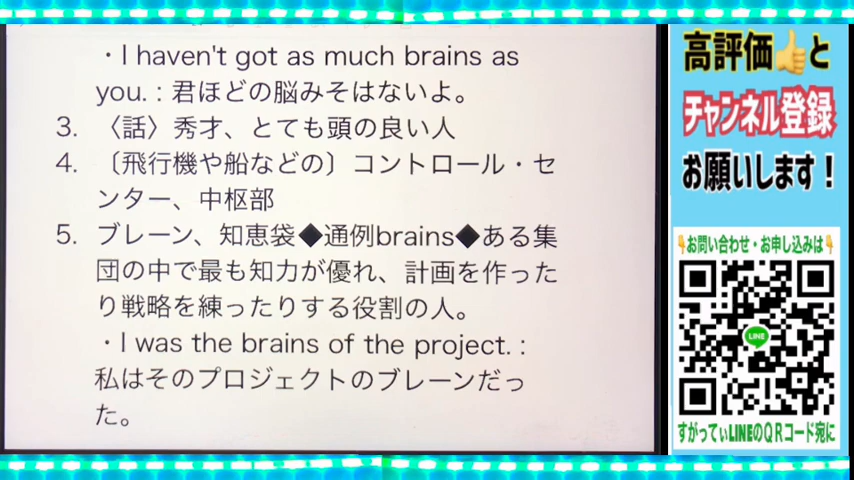 ・I haven't got as much brains as
you. : 君ほどの脳みそはないよ。
3. 〈話〉秀才、とても頭の良い人
4. 〔飛行機や船などの〕コントロール・セ
ンター、中枢部
5. ブレーン、知恵袋◆通例brains◆ある集
団の中で最も知力が優れ、計画を作った
り戦略を練ったりする役割の人。
・I was the brains of the project. :
私はそのプロジェクトのブレーンだっ
た。
高評価👍と
チャンネル登録
お願いします！
👇お問い合わせ・お申し込みは👇
LINE
すがってぃLINEのQRコード宛に